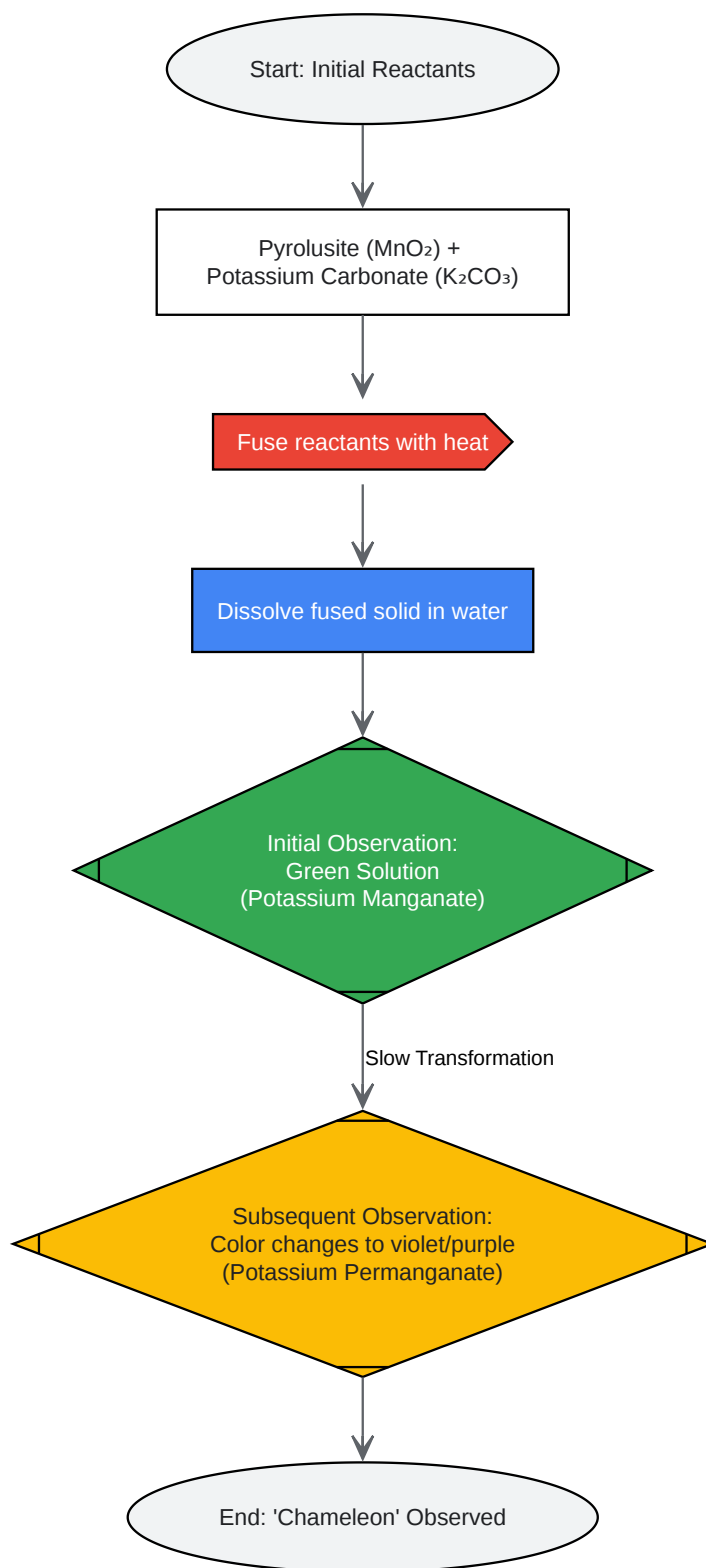 Start: Initial Reactants
Pyrolusite (MnO₂) +
Potassium Carbonate (K₂CO₃)
Fuse reactants with heat
Dissolve fused solid in water
Initial Observation:
Green Solution
(Potassium Manganate)
Slow Transformation
Subsequent Observation:
Color changes to violet/purple
(Potassium Permanganate)
End: 'Chameleon' Observed